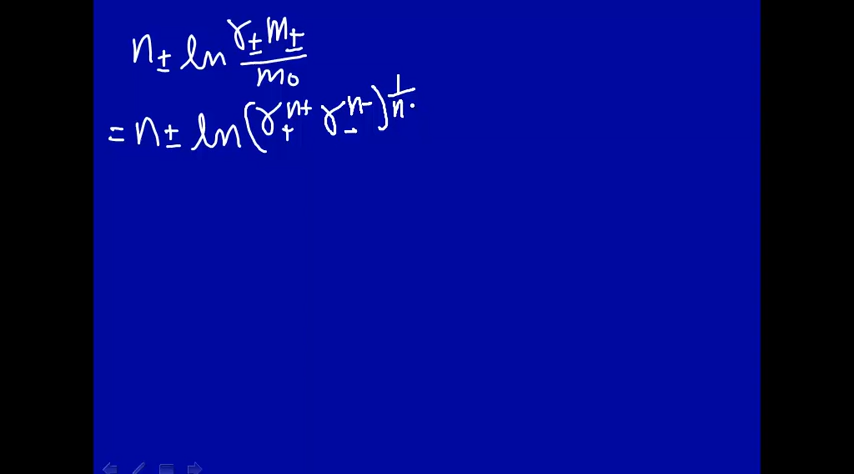 n± ln γ±m±/m₀
= n± ln(γ₊ⁿ⁺ γ₋ⁿ⁻)^(1/n.